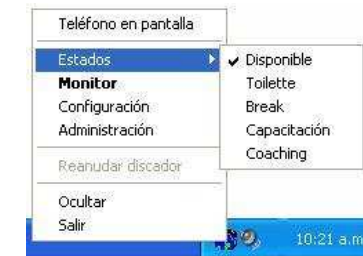 Teléfono en pantalla
Estados
Monitor
Configuración
Administración
Reanudar discador
Ocultar
Salir
Disponible
Toilette
Break
Capacitación
Coaching
10:21 a.m